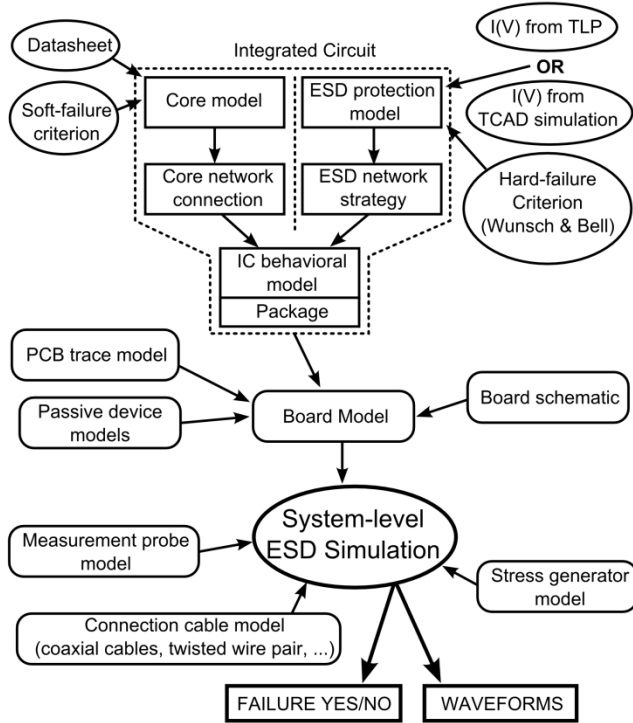 Datasheet
Integrated Circuit
I(V) from TLP
OR
Soft-failure
criterion
Core model
ESD protection
model
I(V) from
TCAD simulation
Core network
connection
ESD network
strategy
Hard-failure
Criterion
(Wunsch & Bell)
IC behavioral
model
Package
PCB trace model
Passive device
models
Board Model
Board schematic
System-level
ESD Simulation
Measurement probe
model
Stress generator
model
Connection cable model
(coaxial cables, twisted wire pair, ...)
FAILURE YES/NO
WAVEFORMS